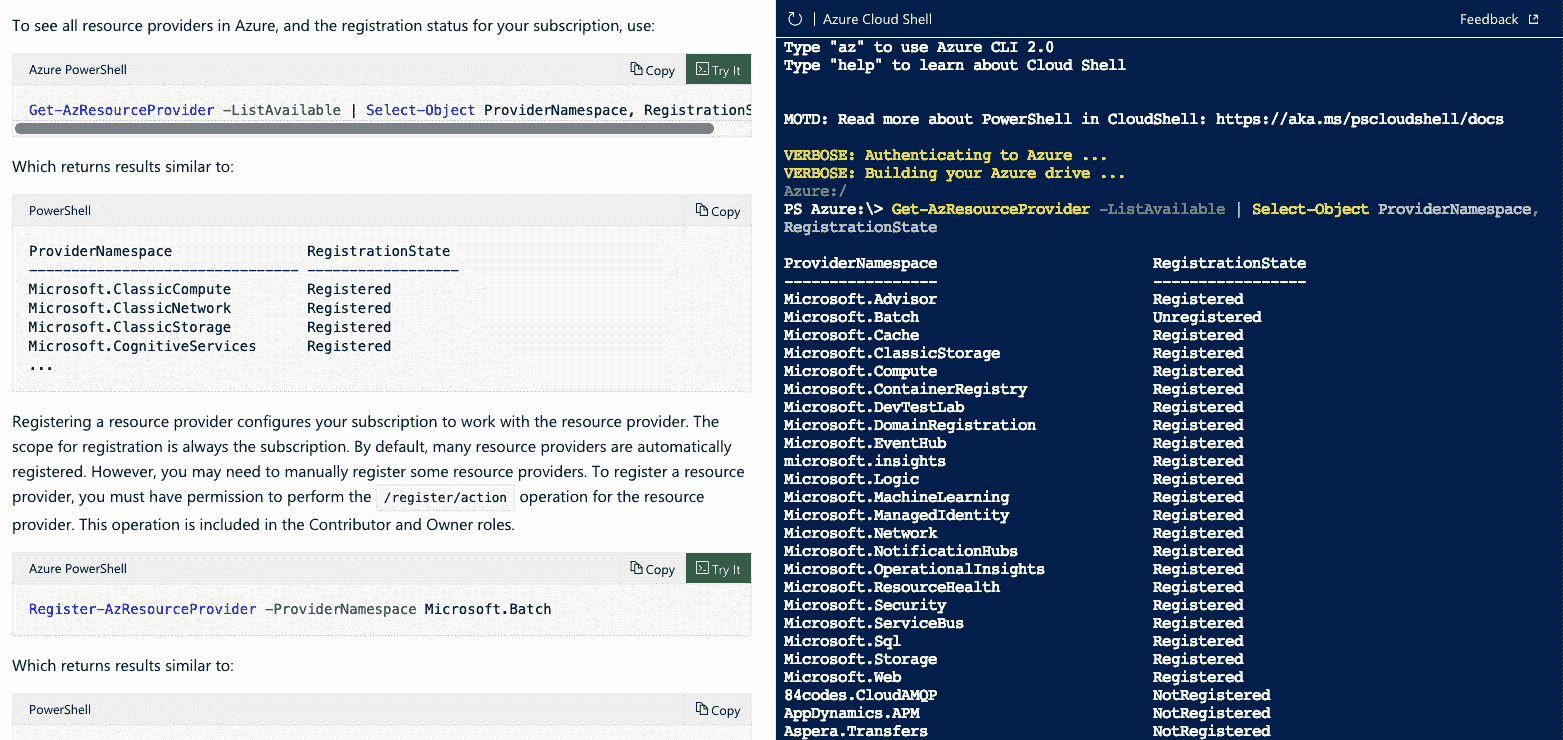 To see all resource providers in Azure, and the registration status for your subscription, use:
Azure PowerShell
Copy
Try It
Get-AzResourceProvider -ListAvailable | Select-Object ProviderNamespace, RegistrationS
Which returns results similar to:
PowerShell
Copy
ProviderNamespace RegistrationState
-------------------------------- ------------------
Microsoft.ClassicCompute Registered
Microsoft.ClassicNetwork Registered
Microsoft.ClassicStorage Registered
Microsoft.CognitiveServices Registered
...
Registering a resource provider configures your subscription to work with the resource provider. The
scope for registration is always the subscription. By default, many resource providers are automatically
registered. However, you may need to manually register some resource providers. To register a resource
provider, you must have permission to perform the /register/action operation for the resource
provider. This operation is included in the Contributor and Owner roles.
Azure PowerShell
Copy
Try It
Register-AzResourceProvider -ProviderNamespace Microsoft.Batch
Which returns results similar to:
PowerShell
Copy
Azure Cloud Shell
Feedback
Type "az" to use Azure CLI 2.0
Type "help" to learn about Cloud Shell
MOTD: Read more about PowerShell in CloudShell: https://aka.ms/pscloudshell/docs
VERBOSE: Authenticating to Azure ...
VERBOSE: Building your Azure drive ...
Azure:/
PS Azure:\> Get-AzResourceProvider -ListAvailable | Select-Object ProviderNamespace,
RegistrationState
ProviderNamespace RegistrationState
----------------- -----------------
Microsoft.Advisor Registered
Microsoft.Batch Unregistered
Microsoft.Cache Registered
Microsoft.ClassicStorage Registered
Microsoft.Compute Registered
Microsoft.ContainerRegistry Registered
Microsoft.DevTestLab Registered
Microsoft.DomainRegistration Registered
Microsoft.EventHub Registered
microsoft.insights Registered
Microsoft.Logic Registered
Microsoft.MachineLearning Registered
Microsoft.ManagedIdentity Registered
Microsoft.Network Registered
Microsoft.NotificationHubs Registered
Microsoft.OperationalInsights Registered
Microsoft.ResourceHealth Registered
Microsoft.Security Registered
Microsoft.ServiceBus Registered
Microsoft.Sql Registered
Microsoft.Storage Registered
Microsoft.Web Registered
84codes.CloudAMQP NotRegistered
AppDynamics.APM NotRegistered
Aspera.Transfers NotRegistered